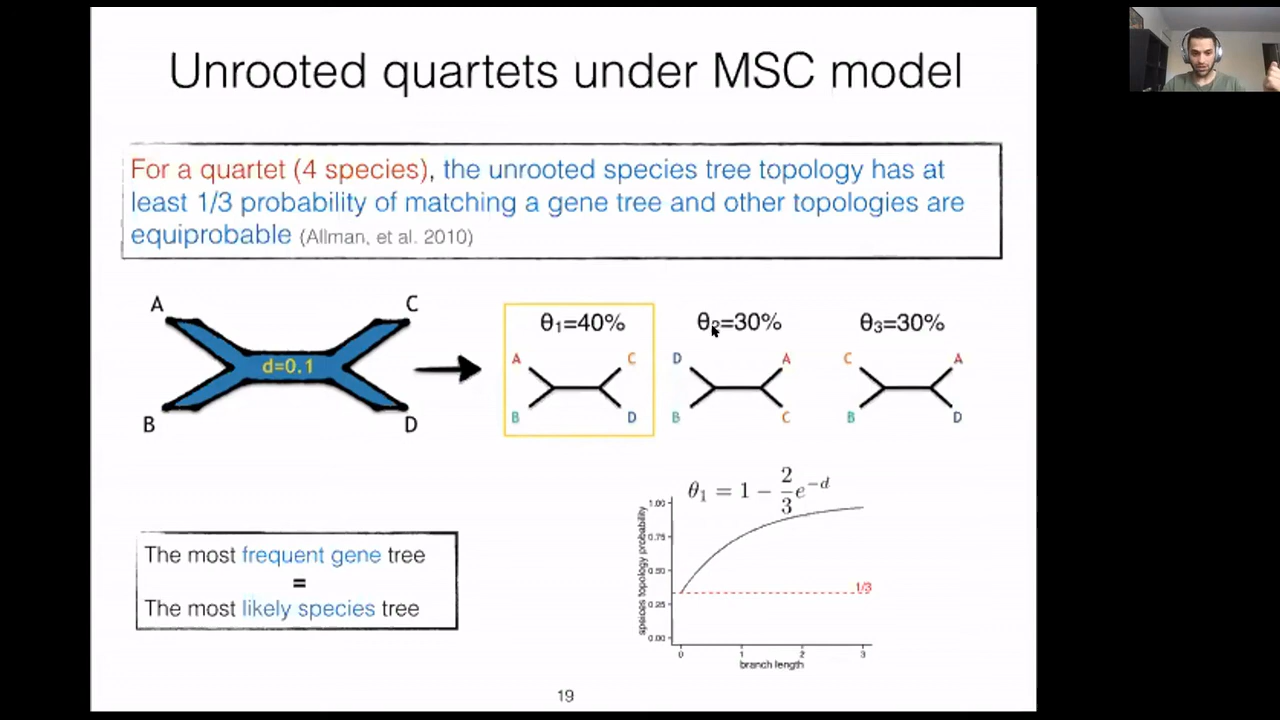 Unrooted quartets under MSC model
For a quartet (4 species), the unrooted species tree topology has at
least 1/3 probability of matching a gene tree and other topologies are
equiprobable (Allman, et al. 2010)
A
C
d=0.1
B
D
θ1=40%
A
C
B
D
θ2=30%
D
A
B
C
θ3=30%
C
A
B
D
The most frequent gene tree
=
The most likely species tree
θ₁ = 1 − 2/3 e^{−d}
speices topology probability
1.00
0.75
0.50
0.25
0.00
1/3
0 1 2 3
branch length
19